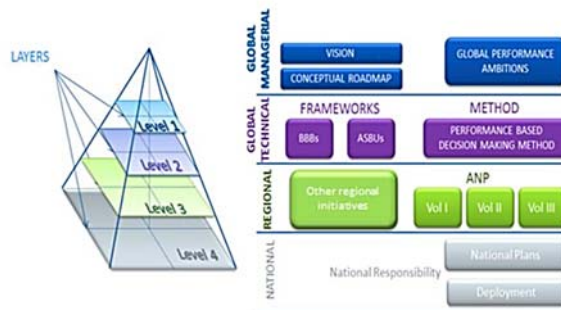 LAYERS
Level 1
Level 2
Level 3
Level 4
GLOBAL
MANAGERIAL
VISION
CONCEPTUAL ROADMAP
GLOBAL PERFORMANCE
AMBITIONS
GLOBAL
TECHNICAL
FRAMEWORKS
BBBs
ASBUs
METHOD
PERFORMANCE BASED
DECISION MAKING METHOD
REGIONAL
Other regional
initiatives
ANP
Vol I
Vol II
Vol III
NATIONAL
National Responsibility
National Plans
Deployment